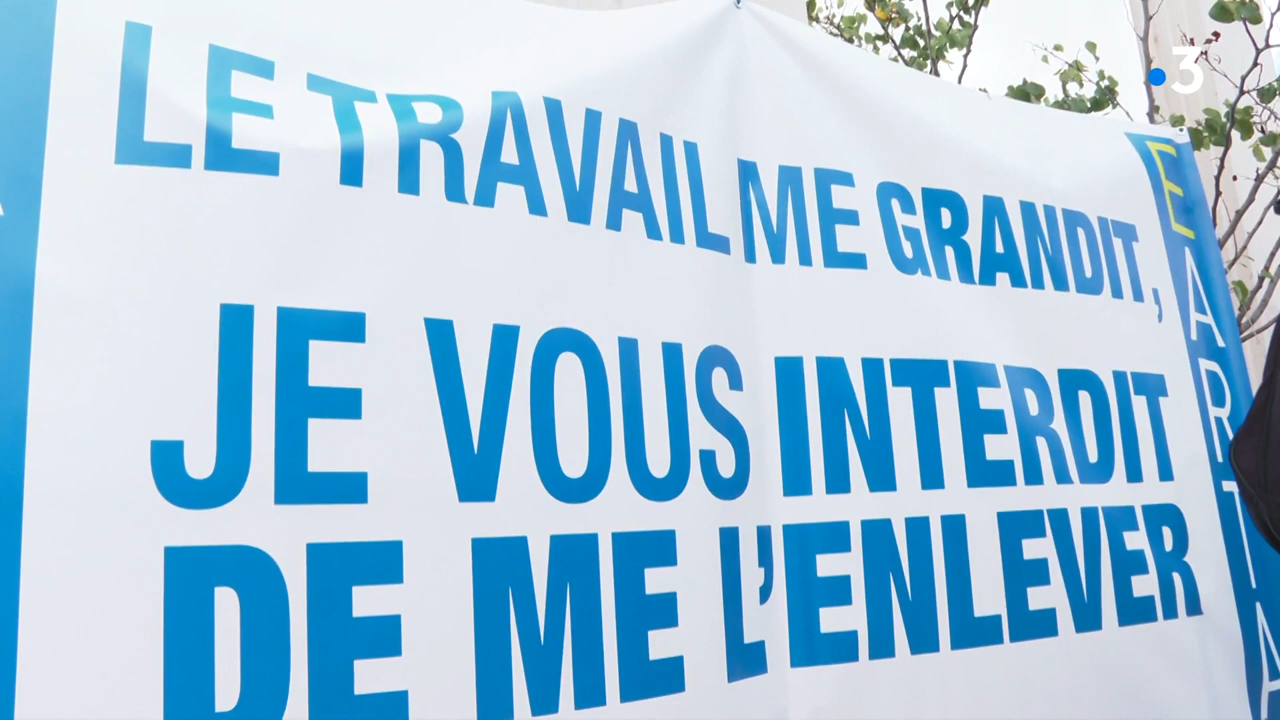 LE TRAVAIL ME GRANDIT,
JE VOUS INTERDIT
DE ME L'ENLEVER
3